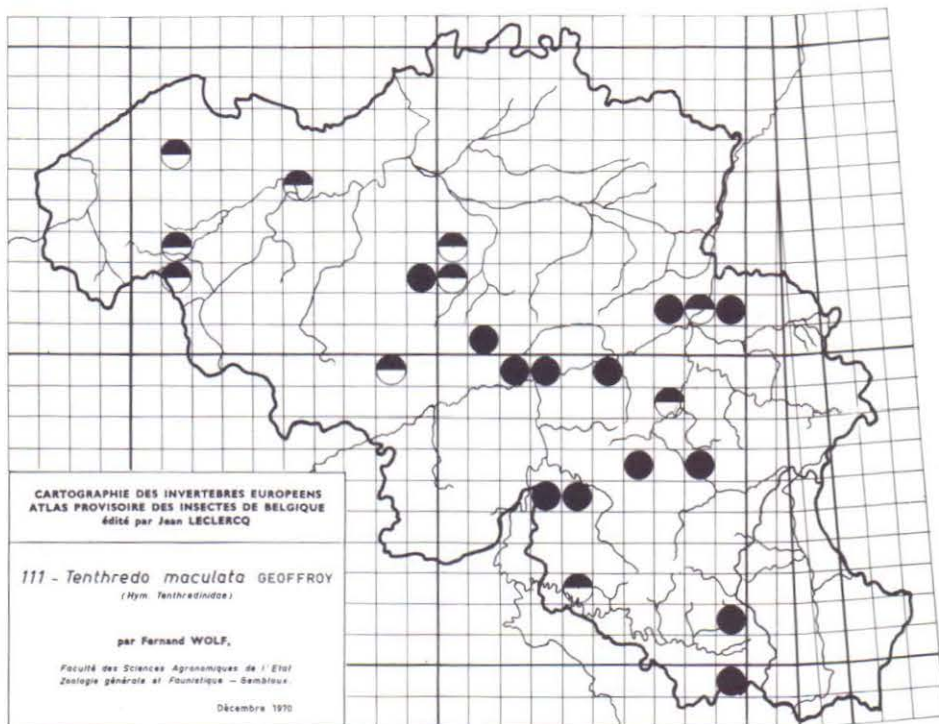 CARTOGRAPHIE DES INVERTEBRES EUROPEENS
ATLAS PROVISOIRE DES INSECTES DE BELGIQUE
édité par Jean LECLERCQ
111 - Tenthredo maculata GEOFFROY
(Hym. Tenthredinidae)
par Fernand WOLF,
Faculté des Sciences Agronomiques de l'Etat
Zoologie générale et Faunistique - Gembloux.
Décembre 1970